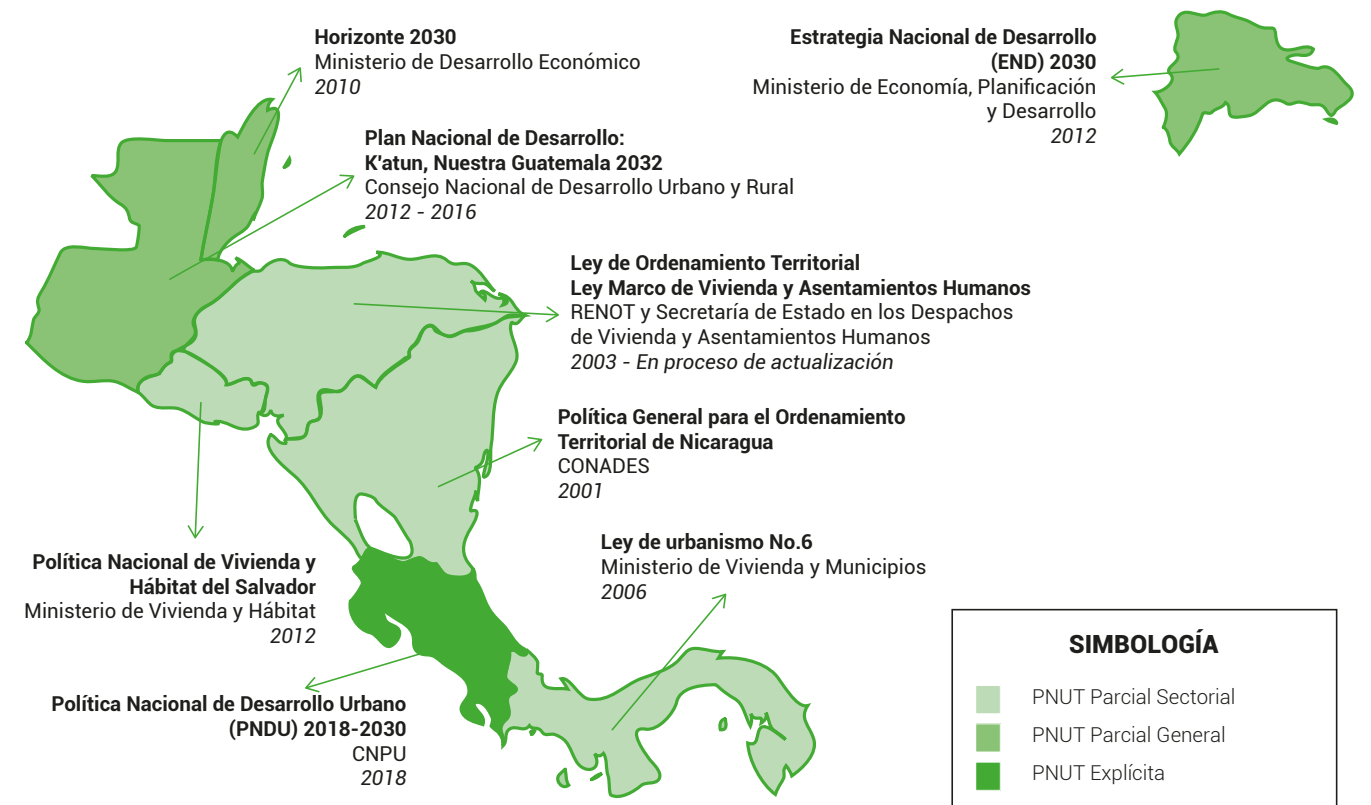 Horizonte 2030
Ministerio de Desarrollo Económico
2010
Estrategia Nacional de Desarrollo
(END) 2030
Ministerio de Economía, Planificación
y Desarrollo
2012
Plan Nacional de Desarrollo:
K'atun, Nuestra Guatemala 2032
Consejo Nacional de Desarrollo Urbano y Rural
2012 - 2016
Ley de Ordenamiento Territorial
Ley Marco de Vivienda y Asentamientos Humanos
RENOT y Secretaría de Estado en los Despachos
de Vivienda y Asentamientos Humanos
2003 - En proceso de actualización
Política General para el Ordenamiento
Territorial de Nicaragua
CONADES
2001
Ley de urbanismo No.6
Ministerio de Vivienda y Municipios
2006
Política Nacional de Vivienda y
Hábitat del Salvador
Ministerio de Vivienda y Hábitat
2012
Política Nacional de Desarrollo Urbano
(PNDU) 2018-2030
CNPU
2018
SIMBOLOGÍA
PNUT Parcial Sectorial
PNUT Parcial General
PNUT Explícita